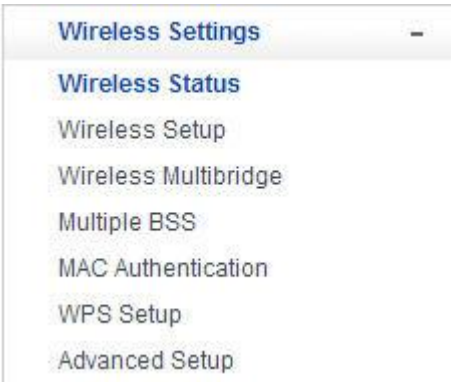 Wireless Settings -
Wireless Status
Wireless Setup
Wireless Multibridge
Multiple BSS
MAC Authentication
WPS Setup
Advanced Setup